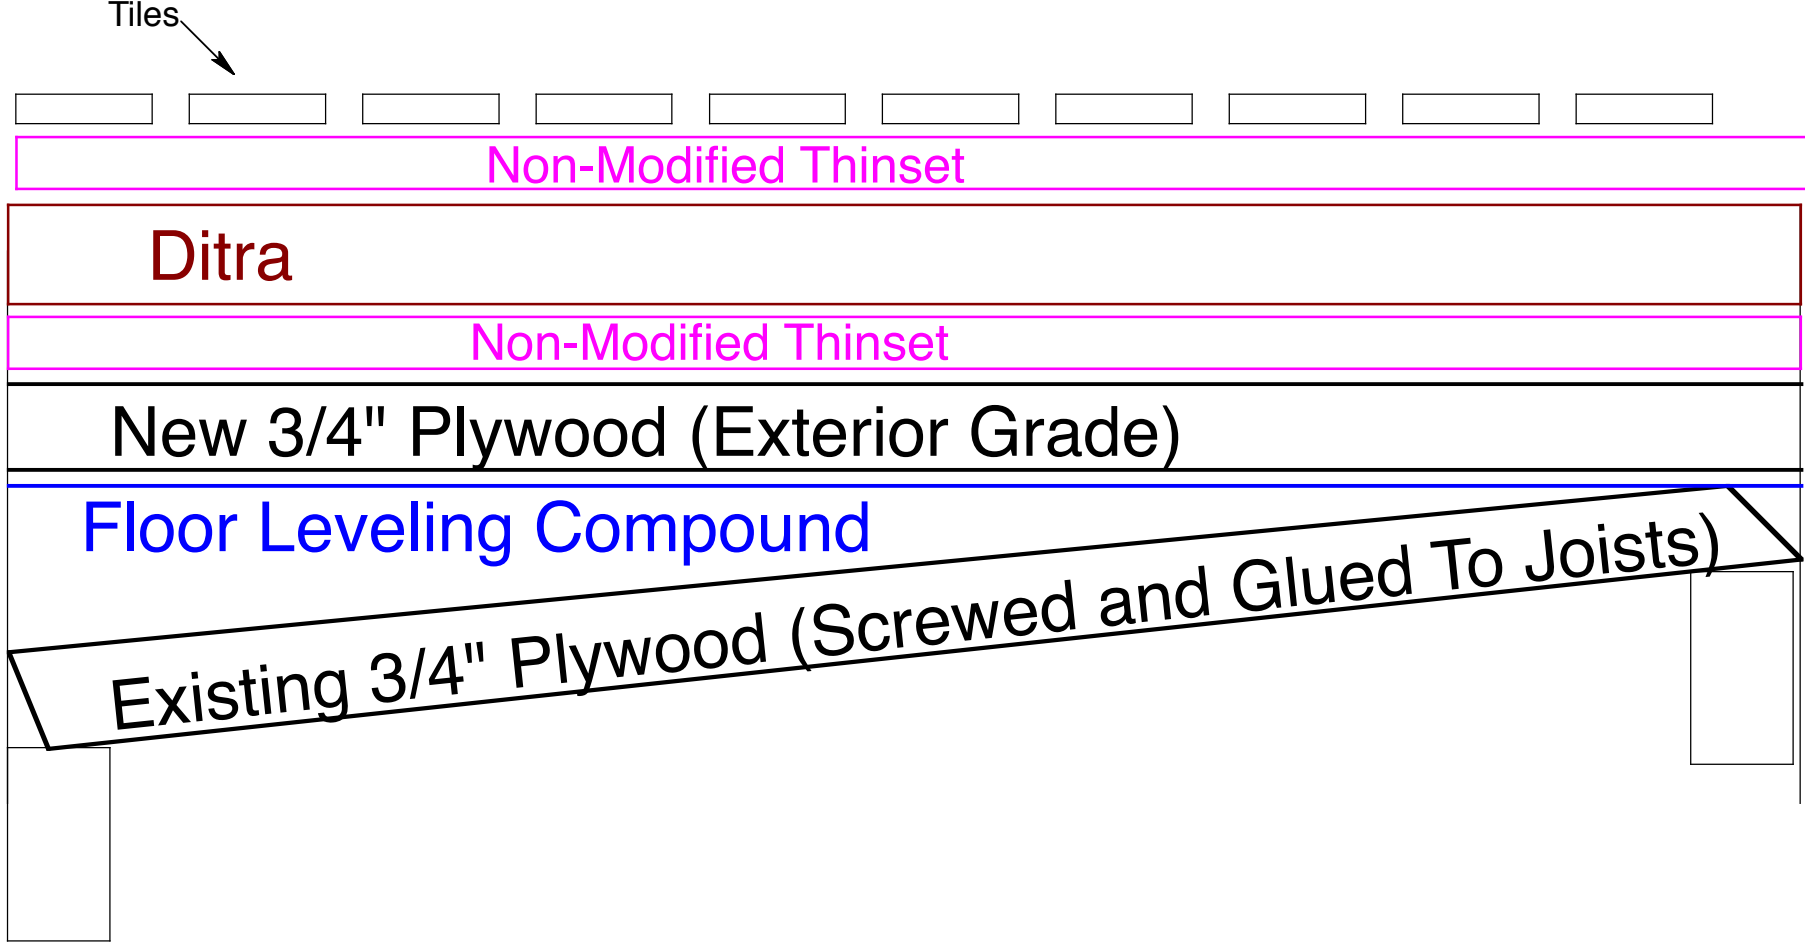 Tiles
Non-Modified Thinset
Ditra
Non-Modified Thinset
New 3/4" Plywood (Exterior Grade)
Floor Leveling Compound
Existing 3/4" Plywood (Screwed and Glued To Joists)